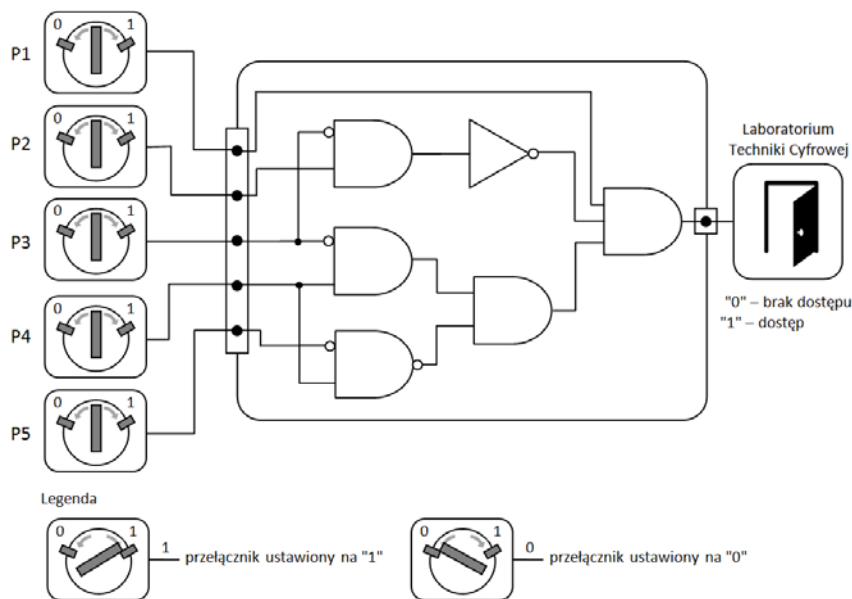 0 1
P1
0 1
P2
0 1
P3
0 1
P4
0 1
P5
Laboratorium
Techniki Cyfrowej
"0" – brak dostępu
"1" – dostęp
Legenda
0 1
1
przełącznik ustawiony na "1"
0 1
0
przełącznik ustawiony na "0"